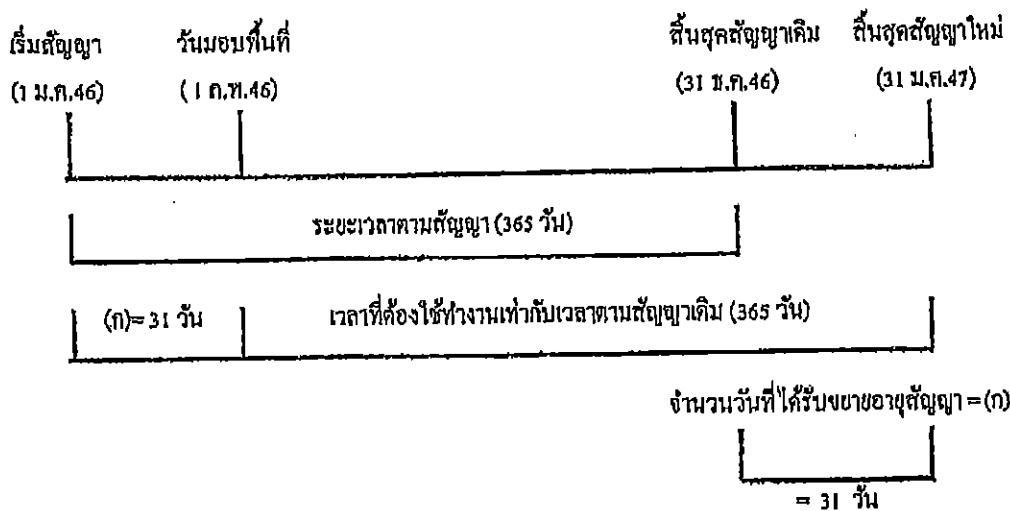 เริ่มสัญญา วันมอบพื้นที่ สิ้นสุดสัญญาเดิม สิ้นสุดสัญญาใหม่
(1 ม.ค.46) (1 ก.พ.46) (31 ธ.ค.46) (31 ม.ค.47)
ระยะเวลาตามสัญญา (365 วัน)
(ก)= 31 วัน เวลาที่ต้องใช้ทำงานเท่ากับเวลาตามสัญญาเดิม (365 วัน)
จำนวนวันที่ได้รับขยายอายุสัญญา = (ก)
= 31 วัน